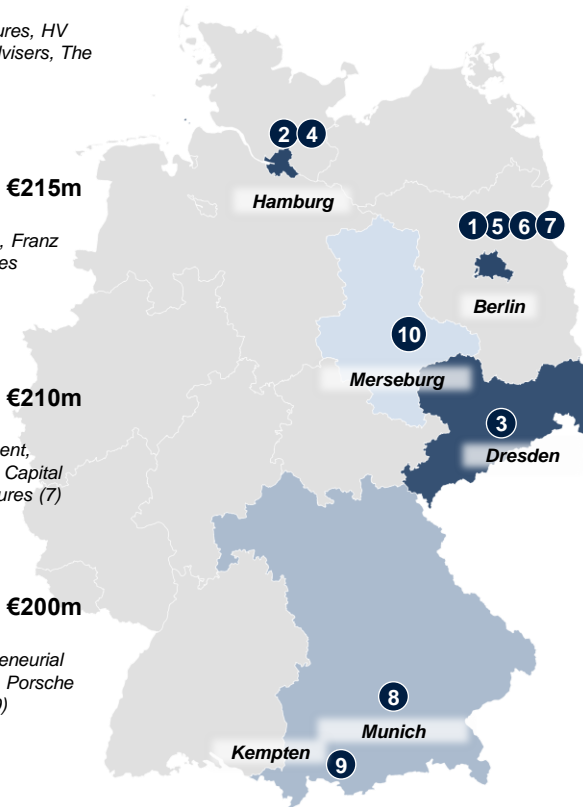 ures, HV
visers, The
€215m
, Franz
es
€210m
ent,
Capital
ures (7)
€200m
eneurial
Porsche
)
2 4
Hamburg
1 5 6 7
Berlin
10
Merseburg
3
Dresden
8
Munich
Kempten
9